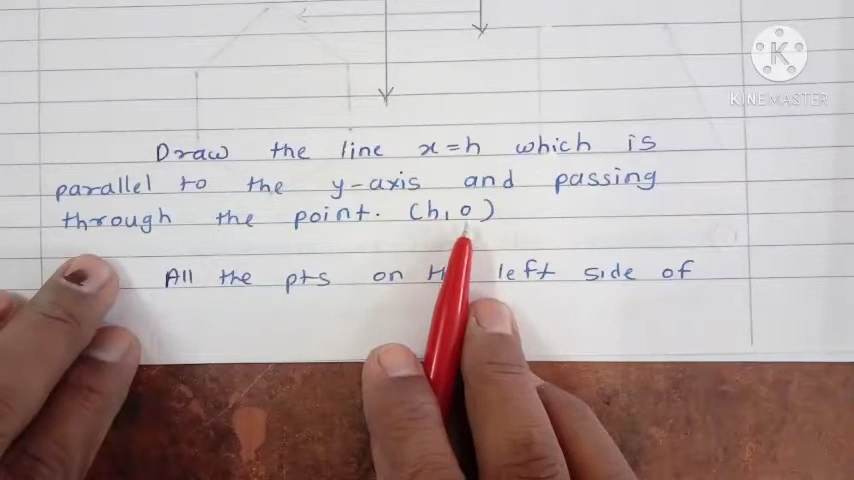 KINEMASTER
Draw the line x=h which is
parallel to the y-axis and passing
through the point. (h, 0)
All the pts on left side of